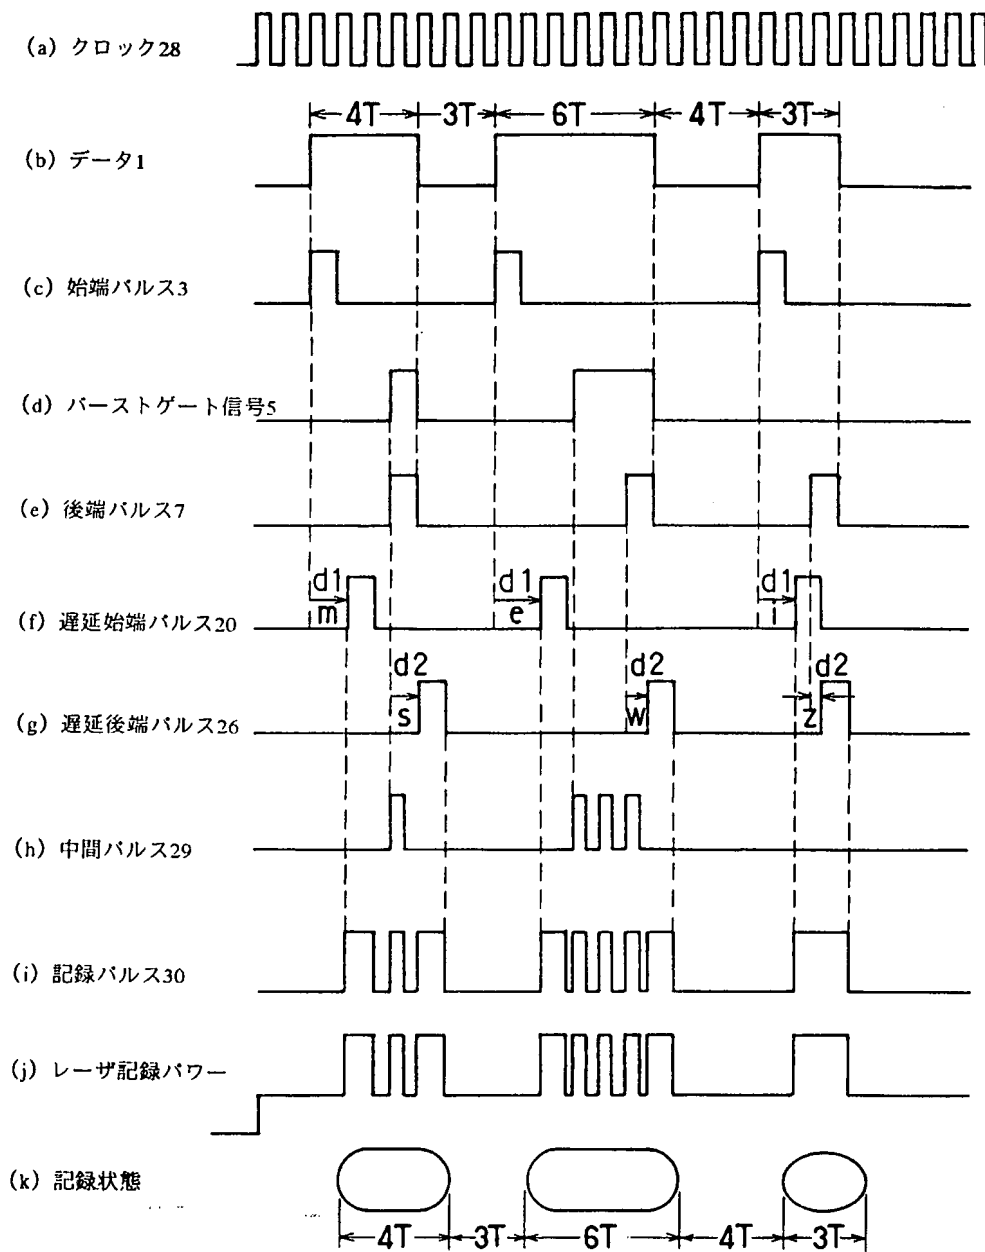 (a) クロック28
4T 3T 6T 4T 3T
(b) データ1
(c) 始端パルス3
(d) バーストゲート信号5
(e) 後端パルス7
d1 d1 d1
m e i
(f) 遅延始端パルス20
d2 d2 d2
s w z
(g) 遅延後端パルス26
(h) 中間パルス29
(i) 記録パルス30
(j) レーザ記録パワー
(k) 記録状態
4T 3T 6T 4T 3T